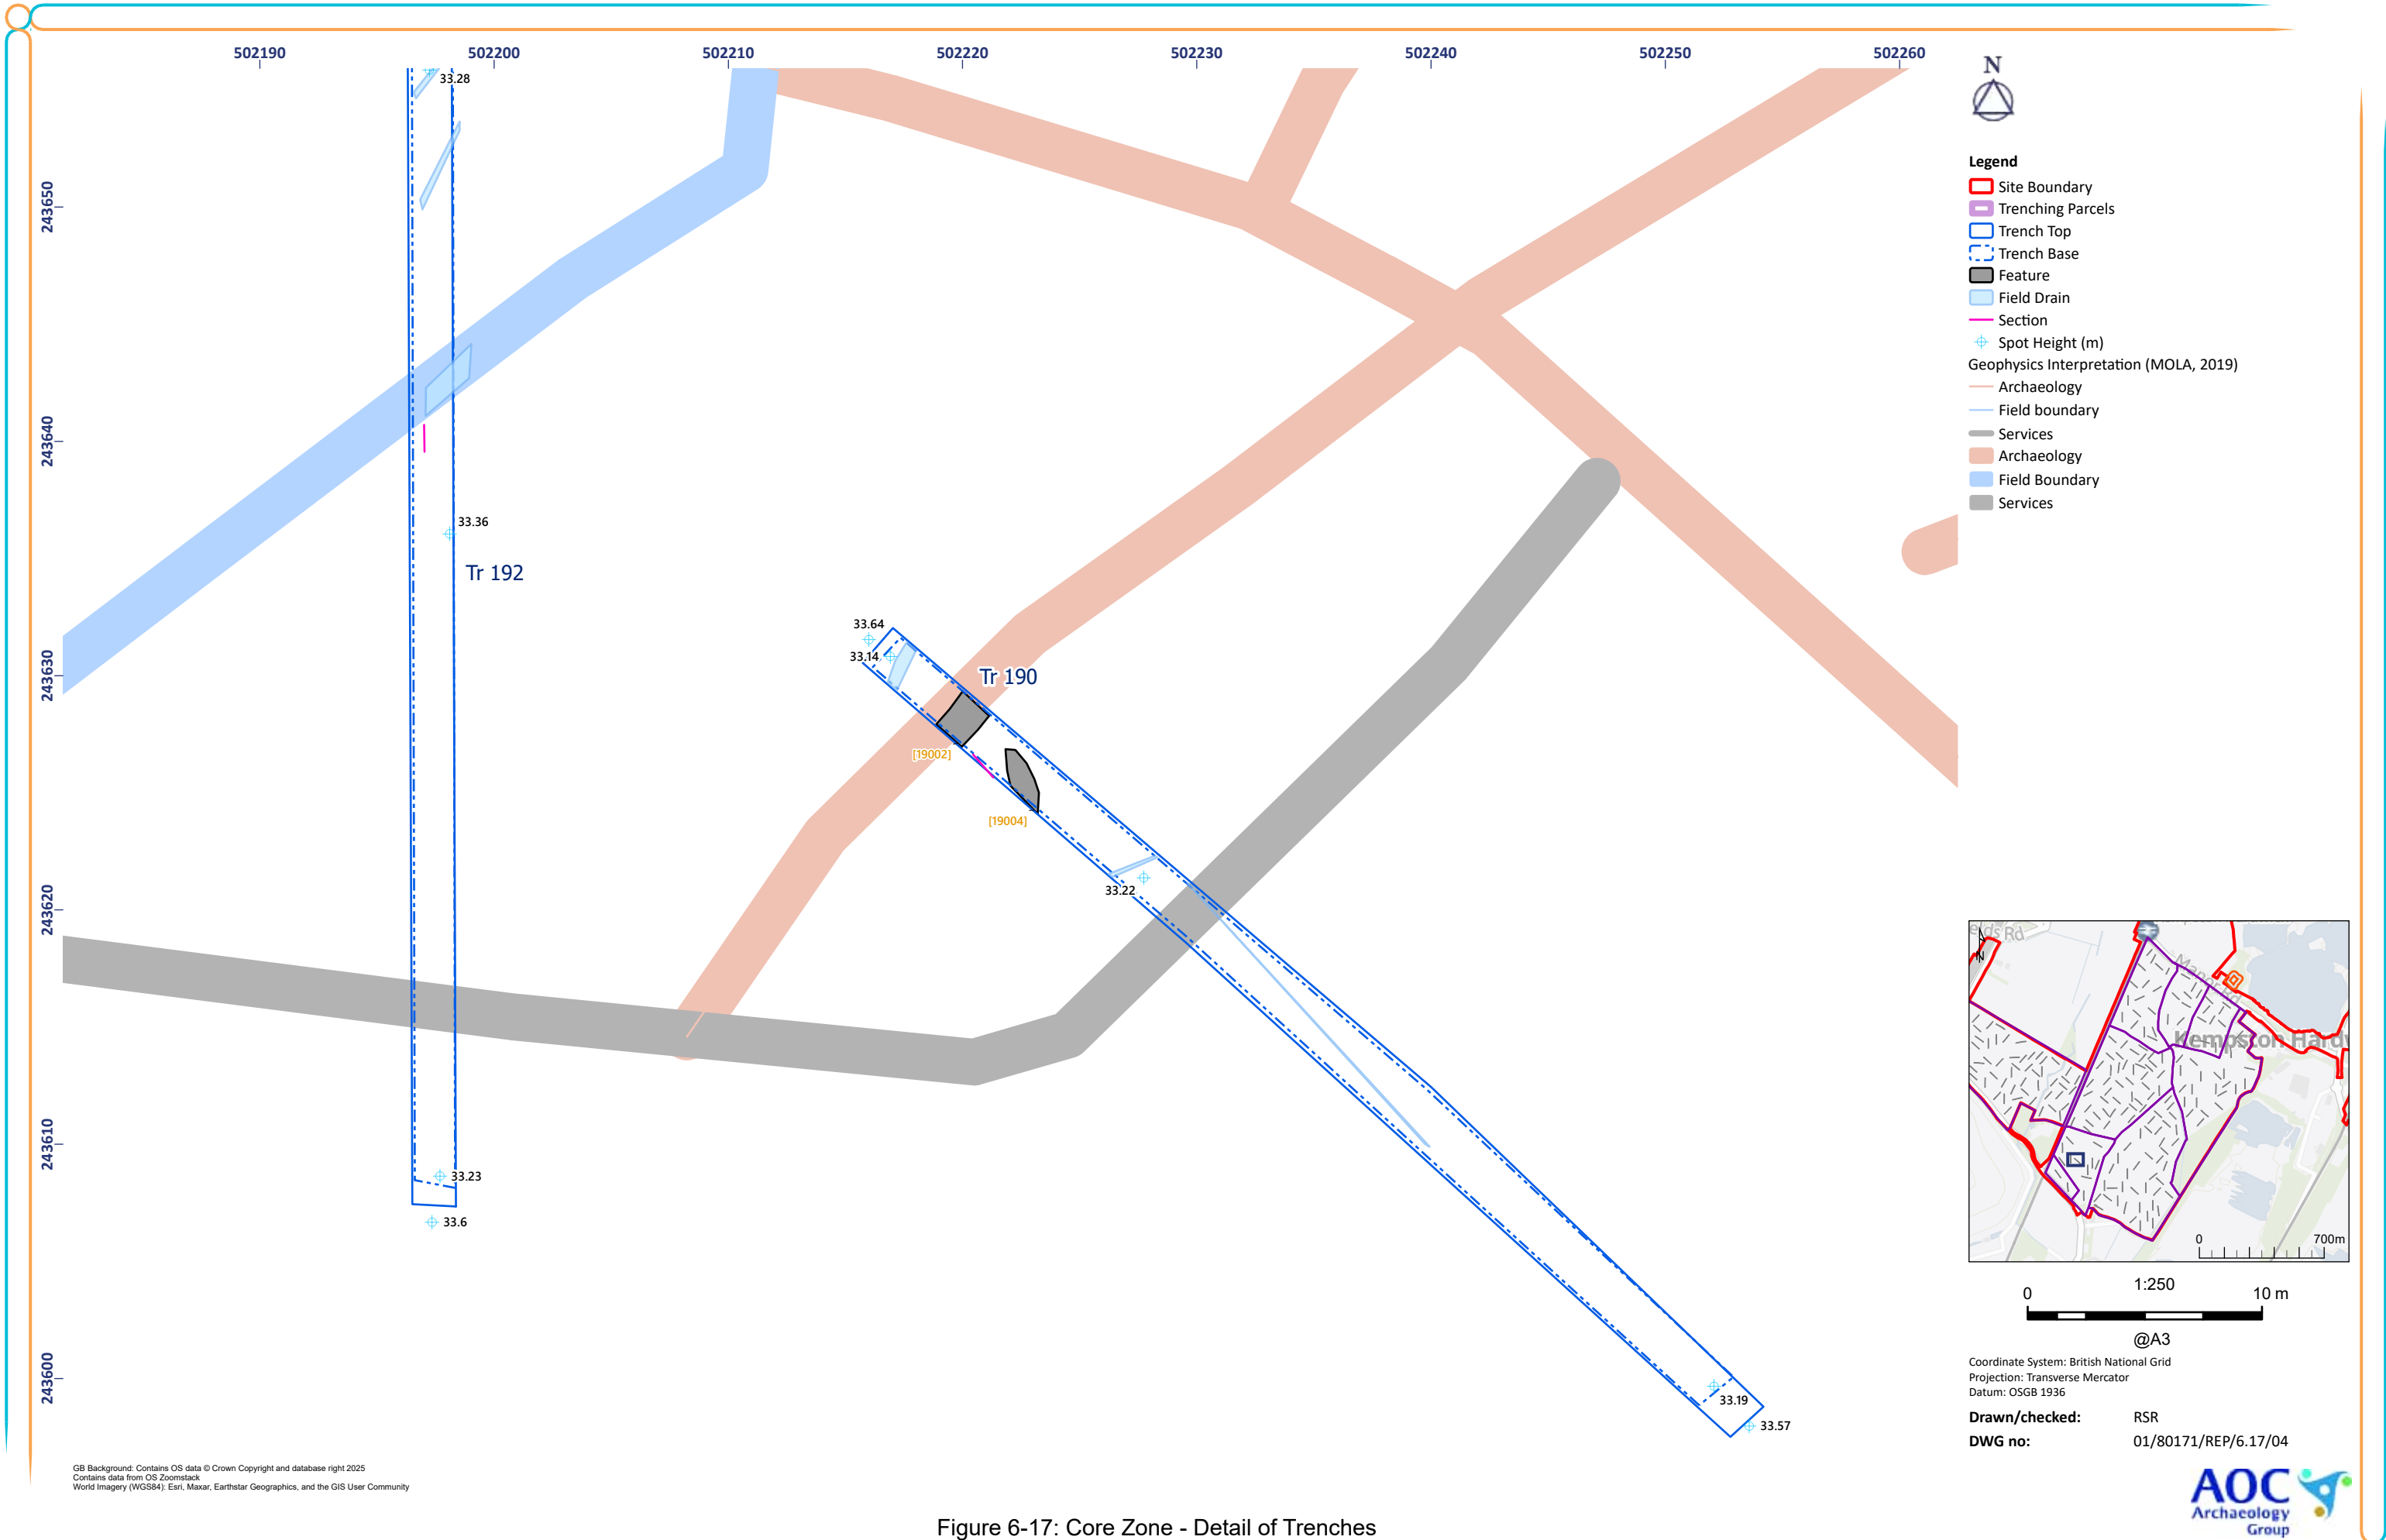 502190
502200
502210
502220
502230
502240
502250
502260
243650
243640
243630
243620
243610
243600
33.28
33.36
Tr 192
33.64
33.14
Tr 190
[19002]
[19004]
33.22
33.23
33.6
33.19
33.57
N
Legend
Site Boundary
Trenching Parcels
Trench Top
Trench Base
Feature
Field Drain
Section
Spot Height (m)
Geophysics Interpretation (MOLA, 2019)
Archaeology
Field boundary
Services
Archaeology
Field Boundary
Services
elds Rd
N
Kempston Hardw
0 700m
1:250
0 10 m
@A3
Coordinate System: British National Grid
Projection: Transverse Mercator
Datum: OSGB 1936
Drawn/checked: RSR
DWG no: 01/80171/REP/6.17/04
AOC
Archaeology
Group
GB Background: Contains OS data © Crown Copyright and database right 2025
Contains data from OS Zoomstack
World Imagery (WGS84): Esri, Maxar, Earthstar Geographics, and the GIS User Community
Figure 6-17: Core Zone - Detail of Trenches